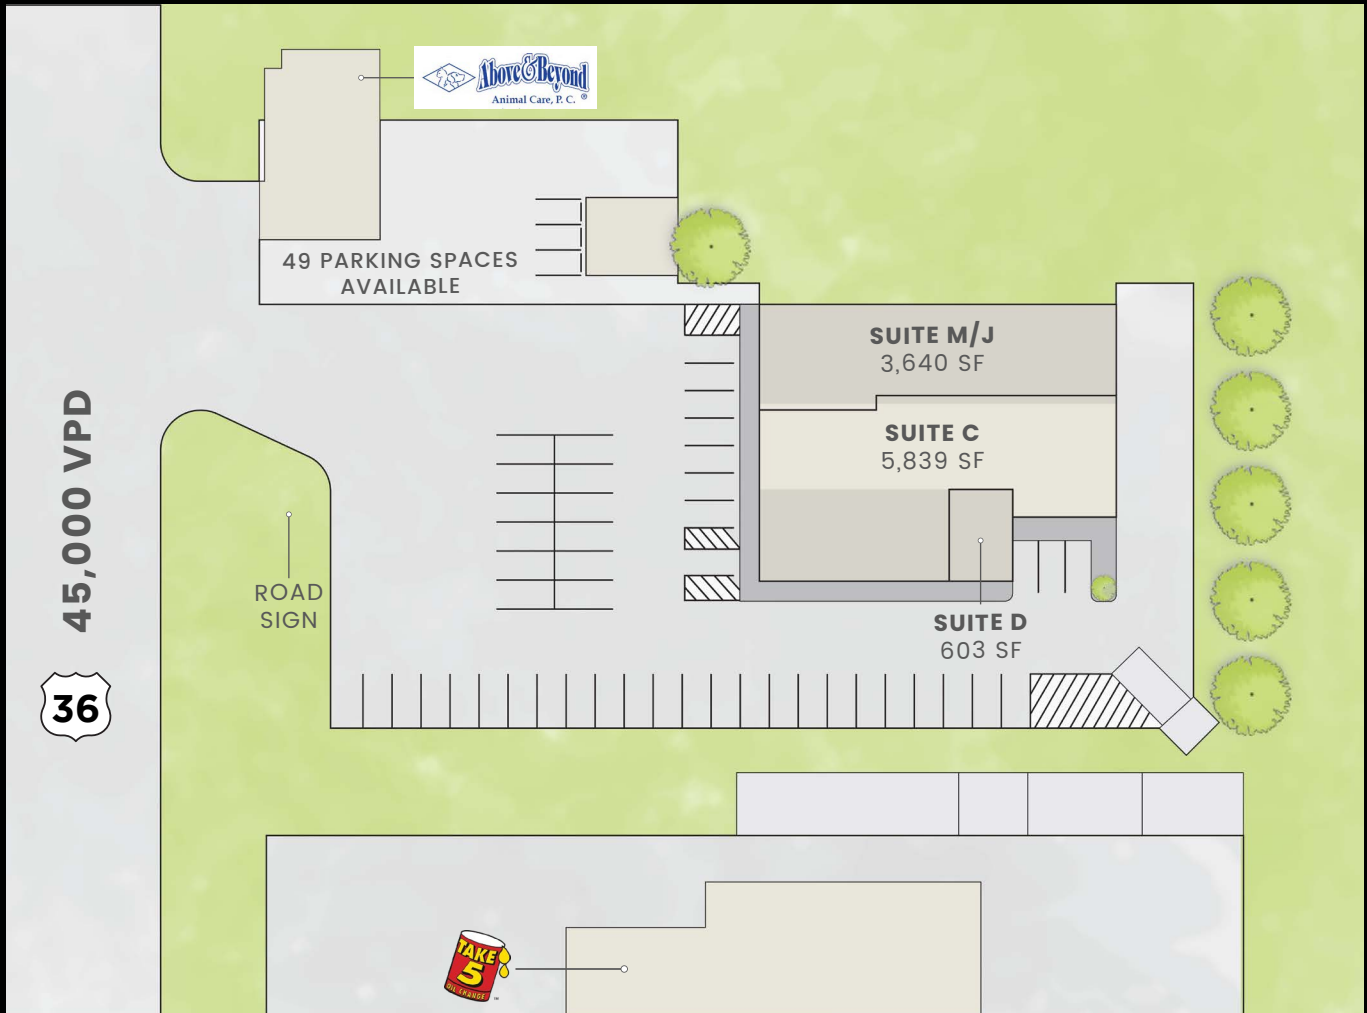 Above & Beyond
Animal Care, P. C. ®
49 PARKING SPACES
AVAILABLE
SUITE M/J
3,640 SF
SUITE C
5,839 SF
45,000 VPD
ROAD
SIGN
SUITE D
603 SF
36
TAKE
5
OIL CHANGE
™